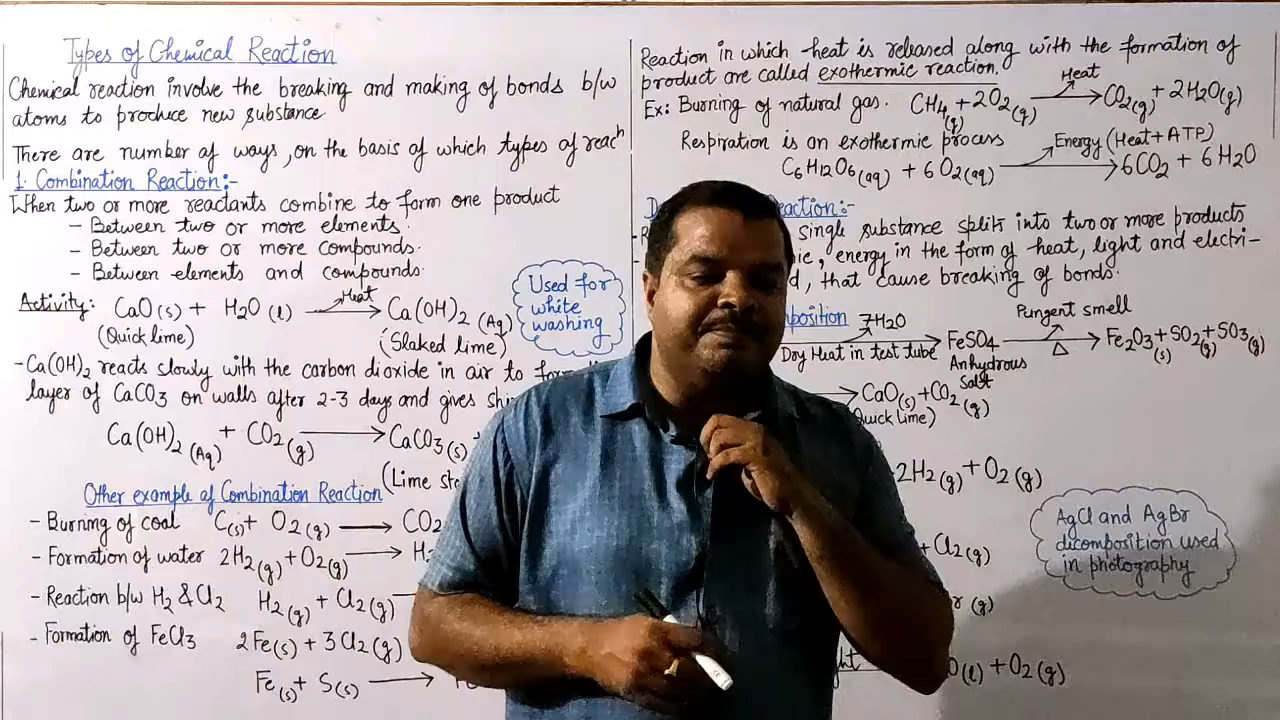 Types of Chemical Reaction
Chemical reaction involve the breaking and making of bonds b/w
atoms to produce new substance
There are number of ways, on the basis of which types of reacⁿ
1. Combination Reaction:-
When two or more reactants combine to form one product
- Between two or more elements.
- Between two or more compounds.
- Between elements and compounds.
Activity: CaO(s) + H2O(l) Heat → Ca(OH)2 (Aq)
(Quick lime) (Slaked lime)
Used for
white
washing
- Ca(OH)2 reacts slowly with the carbon dioxide in air to
layer of CaCO3 on walls after 2-3 days and gives
Ca(OH)2 (Aq) + CO2 (g) → CaCO3(s)
(Lime
Other example of Combination Reaction
- Burning of coal C(s) + O2(g) → CO2
- Formation of water 2H2(g) + O2(g) →
- Reaction b/w H2 & Cl2 H2(g) + Cl2(g)
- Formation of FeCl3 2Fe(s) + 3Cl2(g)
Fe(s) + S(s) →
Reaction in which heat is released along with the formation of
product are called exothermic reaction.
Ex: Burning of natural gas. CH4(g) + 2O2(g) Heat → CO2(g) + 2H2O(g)
Respiration is an exothermic process
Energy (Heat + ATP)
C6H12O6(aq) + 6O2(aq) → 6CO2 + 6H2O
single substance splits into two or more products
energy in the form of heat, light and electri-
that cause breaking of bonds.
7H2O Pungent smell
Dry Heat in test tube → FeSO4 → Δ Fe2O3(s) + SO2(g) + SO3(g)
Anhydrous
Salt
→ CaO(s) + CO2(g)
Quick lime)
2H2(g) + O2(g)
+ Cl2(g)
(g)
AgCl and AgBr
dicomposition used
in photography
O(l) + O2(g)